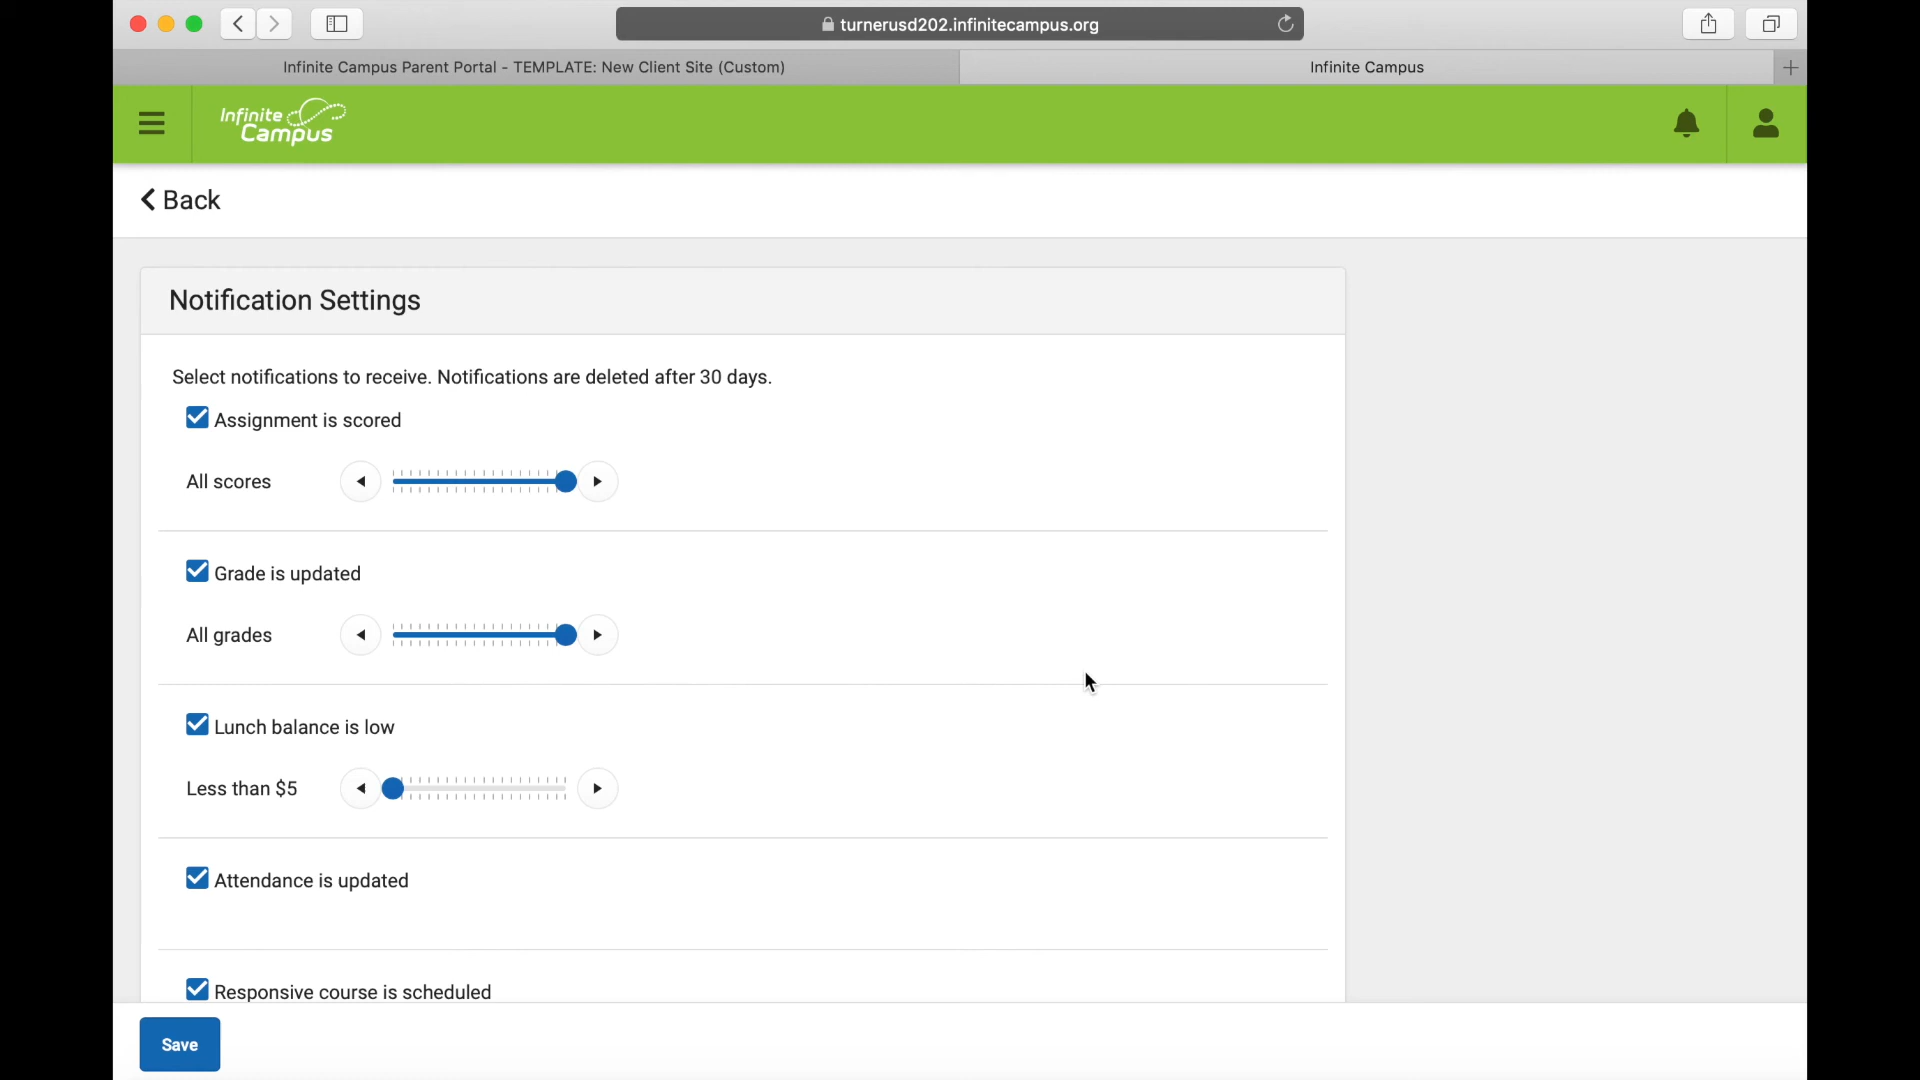 turnerusd202.infinitecampus.org
Infinite Campus Parent Portal - TEMPLATE: New Client Site (Custom)
Infinite Campus
Infinite
Campus
Back
Notification Settings
Select notifications to receive. Notifications are deleted after 30 days.
Assignment is scored
All scores
Grade is updated
All grades
Lunch balance is low
Less than $5
Attendance is updated
Responsive course is scheduled
Save